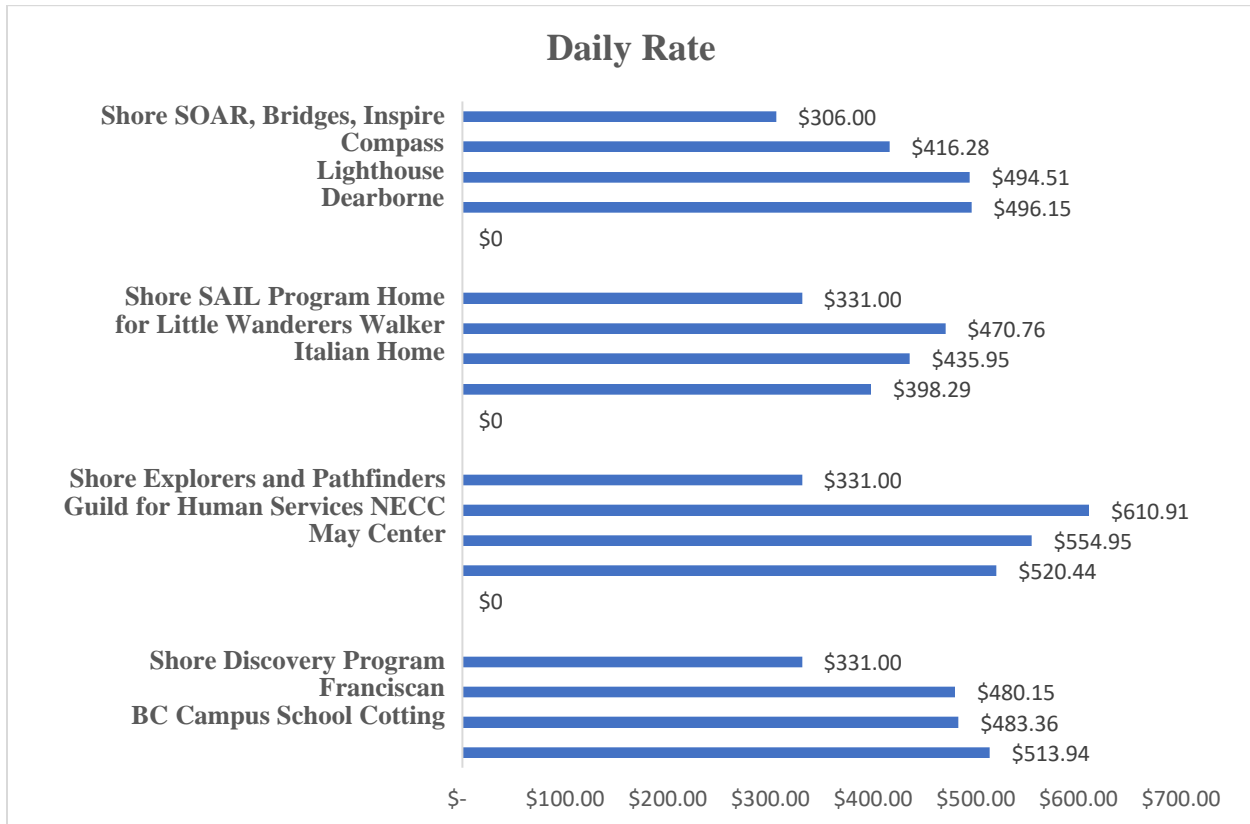 Daily Rate
Shore SOAR, Bridges, Inspire
$306.00
Compass
$416.28
Lighthouse
$494.51
Dearborne
$496.15
$0
Shore SAIL Program Home
$331.00
for Little Wanderers Walker
$470.76
Italian Home
$435.95
$398.29
$0
Shore Explorers and Pathfinders
$331.00
Guild for Human Services NECC
$610.91
May Center
$554.95
$520.44
$0
Shore Discovery Program
$331.00
Franciscan
$480.15
BC Campus School Cotting
$483.36
$513.94
$- $100.00 $200.00 $300.00 $400.00 $500.00 $600.00 $700.00